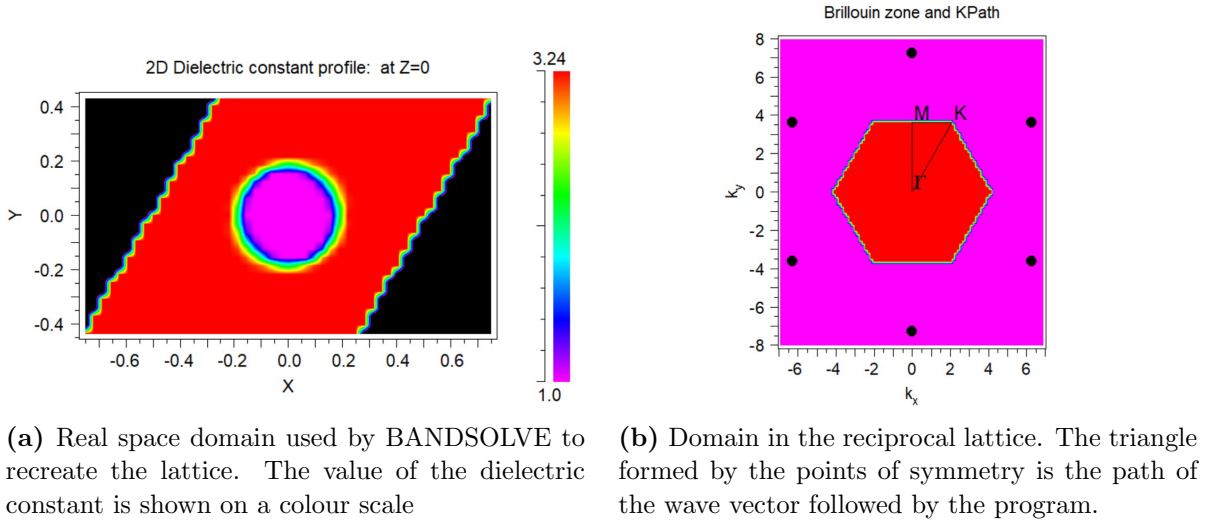 2D Dielectric constant profile: at Z=0
3.24
0.4
0.2
0.0
-0.2
-0.4
Y
-0.6 -0.4 -0.2 0.0 0.2 0.4 0.6
X
1.0
(a) Real space domain used by BANDSOLVE to
recreate the lattice. The value of the dielectric
constant is shown on a colour scale
Brillouin zone and KPath
8
6
4
2
0
-2
-4
-6
-8
k_y
M K
Γ
-6 -4 -2 0 2 4 6
k_x
(b) Domain in the reciprocal lattice. The triangle
formed by the points of symmetry is the path of
the wave vector followed by the program.